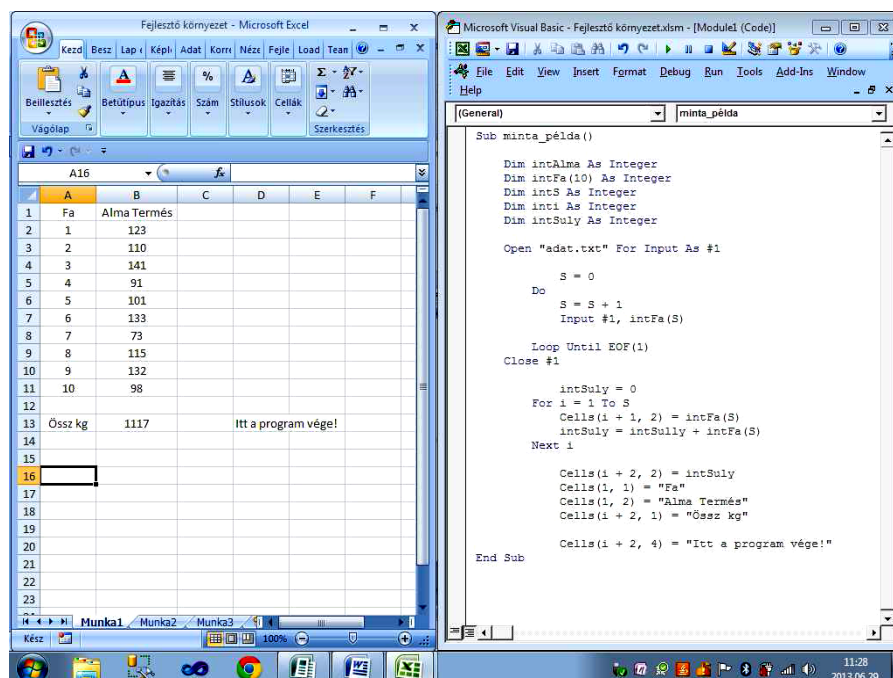 Fejlesztő környezet - Microsoft Excel
Kezd Besz Lap Képl Adat Korre Néze Fejle Load Tean
Beillesztés
Betűtípus Igazítás Szám Stílusok Cellák
Vágólap
Szerkesztés
A16
fx
A B C D E F
1 Fa Alma Termés
2 1 123
3 2 110
4 3 141
5 4 91
6 5 101
7 6 133
8 7 73
9 8 115
10 9 132
11 10 98
12
13 Össz kg 1117 Itt a program vége!
14
15
16
17
18
19
20
21
22
23
Munka1 Munka2 Munka3
Kész 100%
Microsoft Visual Basic - Fejlesztő környezet.xlsm - [Module1 (Code)]
File Edit View Insert Format Debug Run Tools Add-Ins Window
Help
(General) minta_példa
Sub minta_példa()
Dim intAlma As Integer
Dim intFa(10) As Integer
Dim intS As Integer
Dim inti As Integer
Dim intSuly As Integer
Open "adat.txt" For Input As #1
S = 0
Do
S = S + 1
Input #1, intFa(S)
Loop Until EOF(1)
Close #1
intSuly = 0
For i = 1 To S
Cells(i + 1, 2) = intFa(S)
intSuly = intSully + intFa(S)
Next i
Cells(i + 2, 2) = intSuly
Cells(1, 1) = "Fa"
Cells(1, 2) = "Alma Termés"
Cells(i + 2, 1) = "Össz kg"
Cells(i + 2, 4) = "Itt a program vége!"
End Sub
11:28
2013.06.29